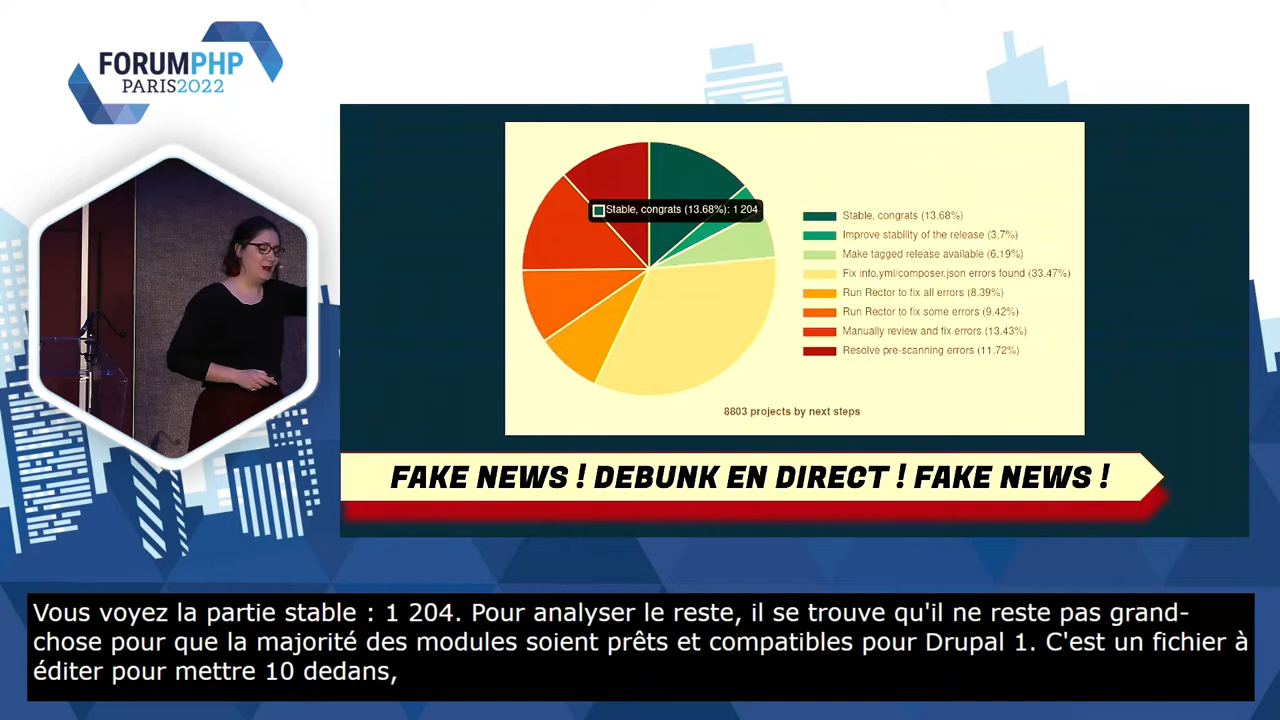 FORUMPHP
PARIS2022
Stable, congrats (13.68%): 1 204
Stable, congrats (13.68%)
Improve stability of the release (3.7%)
Make tagged release available (6.19%)
Fix info.yml/composer.json errors found (33.47%)
Run Rector to fix all errors (8.39%)
Run Rector to fix some errors (9.42%)
Manually review and fix errors (13.43%)
Resolve pre-scanning errors (11.72%)
8803 projects by next steps
FAKE NEWS ! DEBUNK EN DIRECT ! FAKE NEWS !
Vous voyez la partie stable : 1 204. Pour analyser le reste, il se trouve qu'il ne reste pas grand-
chose pour que la majorité des modules soient prêts et compatibles pour Drupal 1. C'est un fichier à
éditer pour mettre 10 dedans,